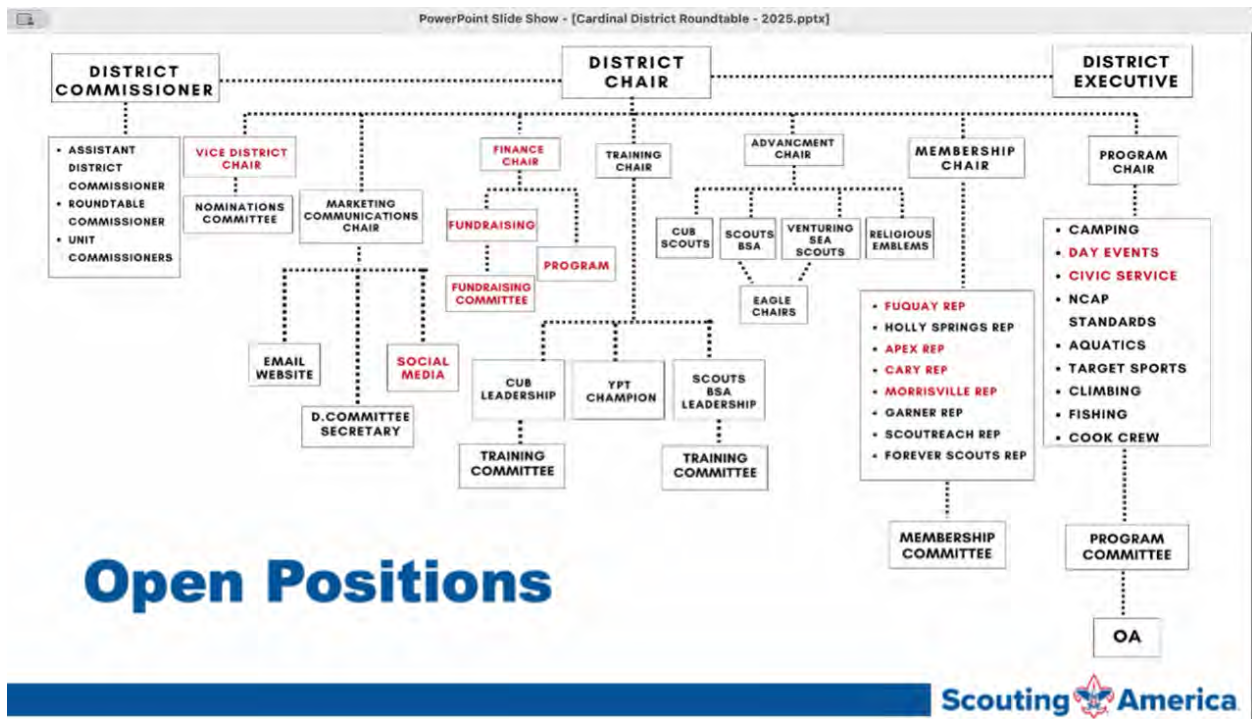 PowerPoint Slide Show - [Cardinal District Roundtable - 2025.pptx]
DISTRICT
COMMISSIONER
DISTRICT
CHAIR
DISTRICT
EXECUTIVE
• ASSISTANT
DISTRICT
COMMISSIONER
• ROUNDTABLE
COMMISSIONER
• UNIT
COMMISSIONERS
VICE DISTRICT
CHAIR
NOMINATIONS
COMMITTEE
MARKETING
COMMUNICATIONS
CHAIR
EMAIL
WEBSITE
D.COMMITTEE
SECRETARY
SOCIAL
MEDIA
FINANCE
CHAIR
FUNDRAISING
FUNDRAISING
COMMITTEE
PROGRAM
TRAINING
CHAIR
CUB
LEADERSHIP
TRAINING
COMMITTEE
YPT
CHAMPION
SCOUTS
BSA
LEADERSHIP
TRAINING
COMMITTEE
ADVANCMENT
CHAIR
CUB
SCOUTS
SCOUTS
BSA
VENTURING
SEA
SCOUTS
RELIGIOUS
EMBLEMS
EAGLE
CHAIRS
MEMBERSHIP
CHAIR
• FUQUAY REP
• HOLLY SPRINGS REP
• APEX REP
• CARY REP
• MORRISVILLE REP
• GARNER REP
• SCOUTREACH REP
• FOREVER SCOUTS REP
MEMBERSHIP
COMMITTEE
PROGRAM
CHAIR
• CAMPING
• DAY EVENTS
• CIVIC SERVICE
• NCAP
STANDARDS
• AQUATICS
• TARGET SPORTS
• CLIMBING
• FISHING
• COOK CREW
PROGRAM
COMMITTEE
OA
Open Positions
Scouting America